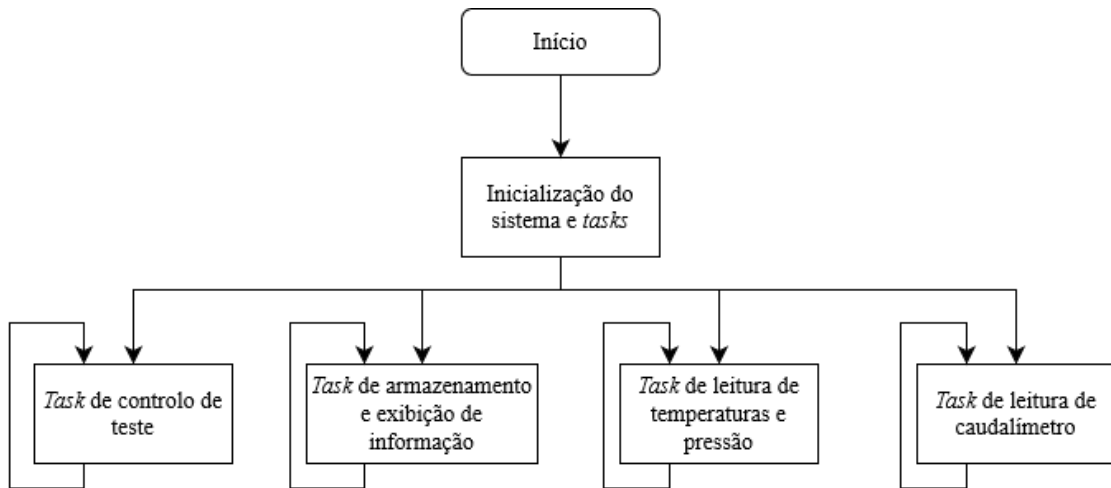 Início
Inicialização do
sistema e tasks
Task de controlo de
teste
Task de armazenamento
e exibição de
informação
Task de leitura de
temperaturas e
pressão
Task de leitura de
caudalímetro